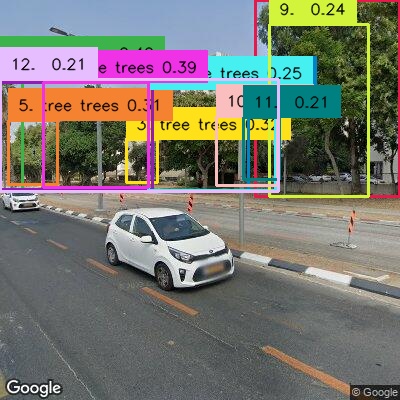 9. 0.24
12. 0.21
tree trees 0.39
trees 0.25
5. tree trees 0.31
10
11. 0.21
3. tree trees 0.32
Google
Google